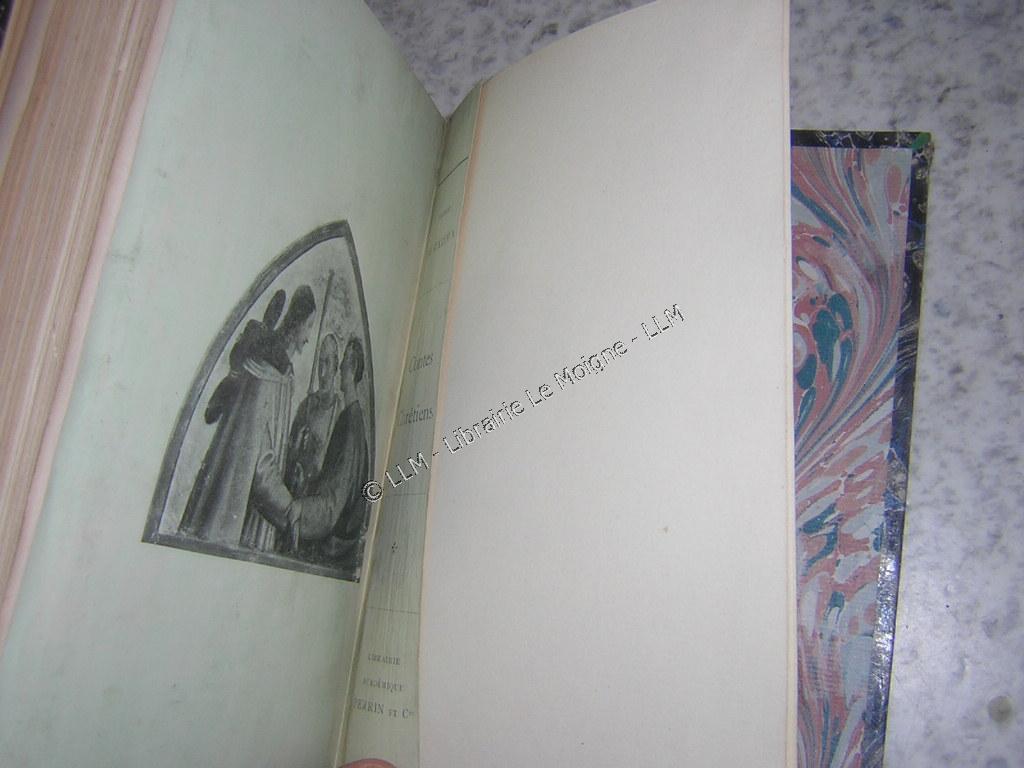 Contes
Chrétiens.
LIBRAIRIE
ACADÉMIQUE
PERRIN ET Cie
© LLM - Librairie Le Moigne - LLM